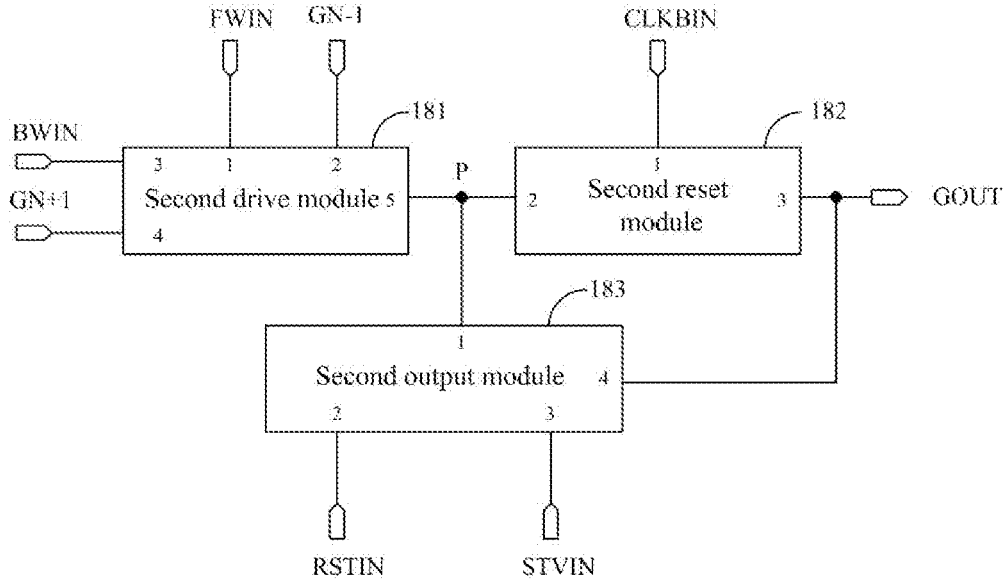 FWIN
GN-1
CLKBIN
181
182
BWIN
3
1
2
P
1
Second reset
module
Second drive module
5
2
3
GOUT
GN+1
4
183
1
Second output module
4
2
3
RSTIN
STVIN